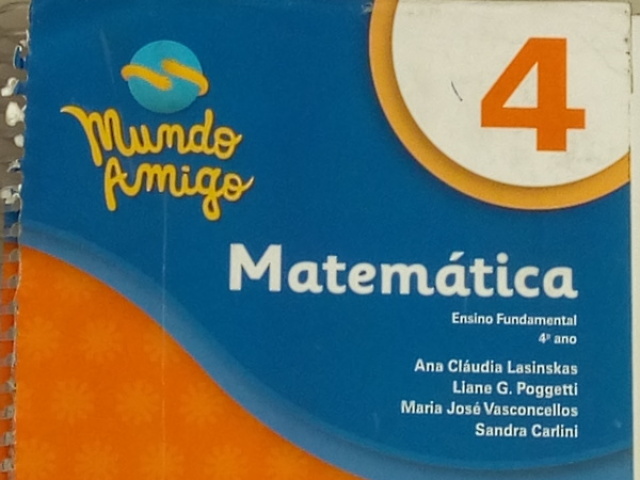 4
Mundo
Amigo
Matemática
Ensino Fundamental
4º ano
Ana Cláudia Lasinskas
Liane G. Poggetti
Maria José Vasconcellos
Sandra Carlini